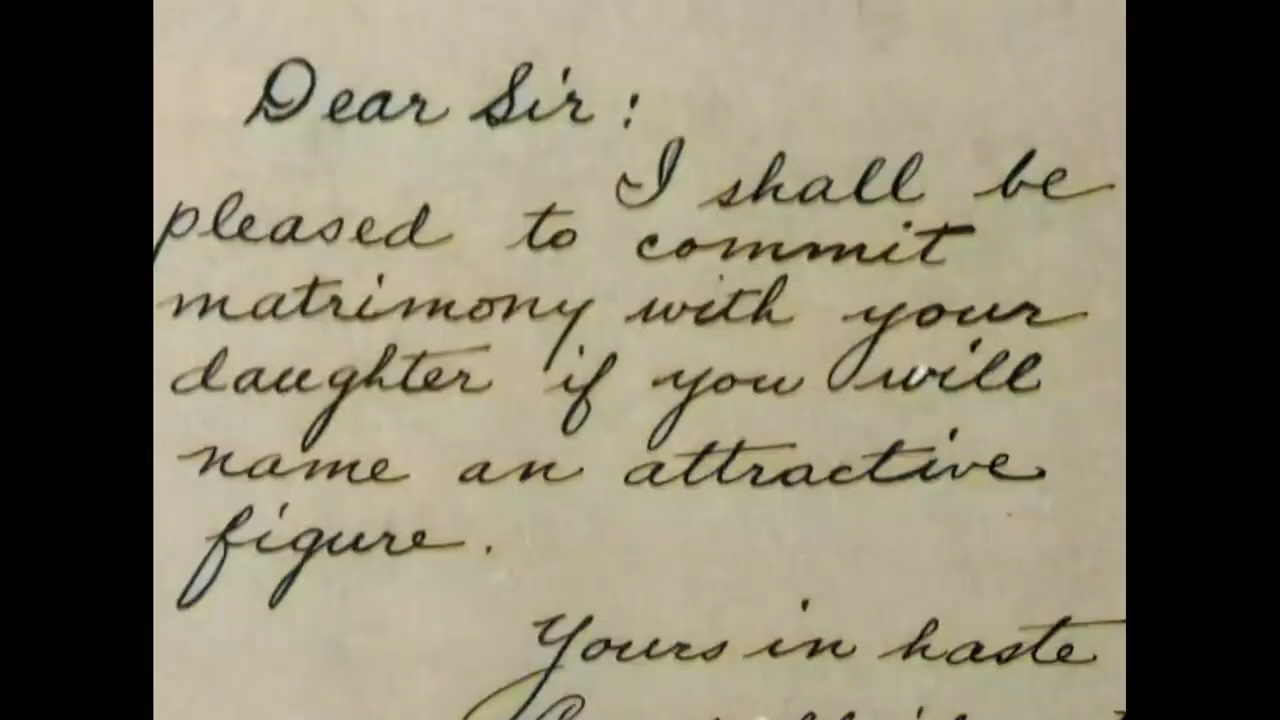 Dear Sir:
I shall be
pleased to commit
matrimony with your
daughter if you will
name an attractive
figure.
Yours in haste